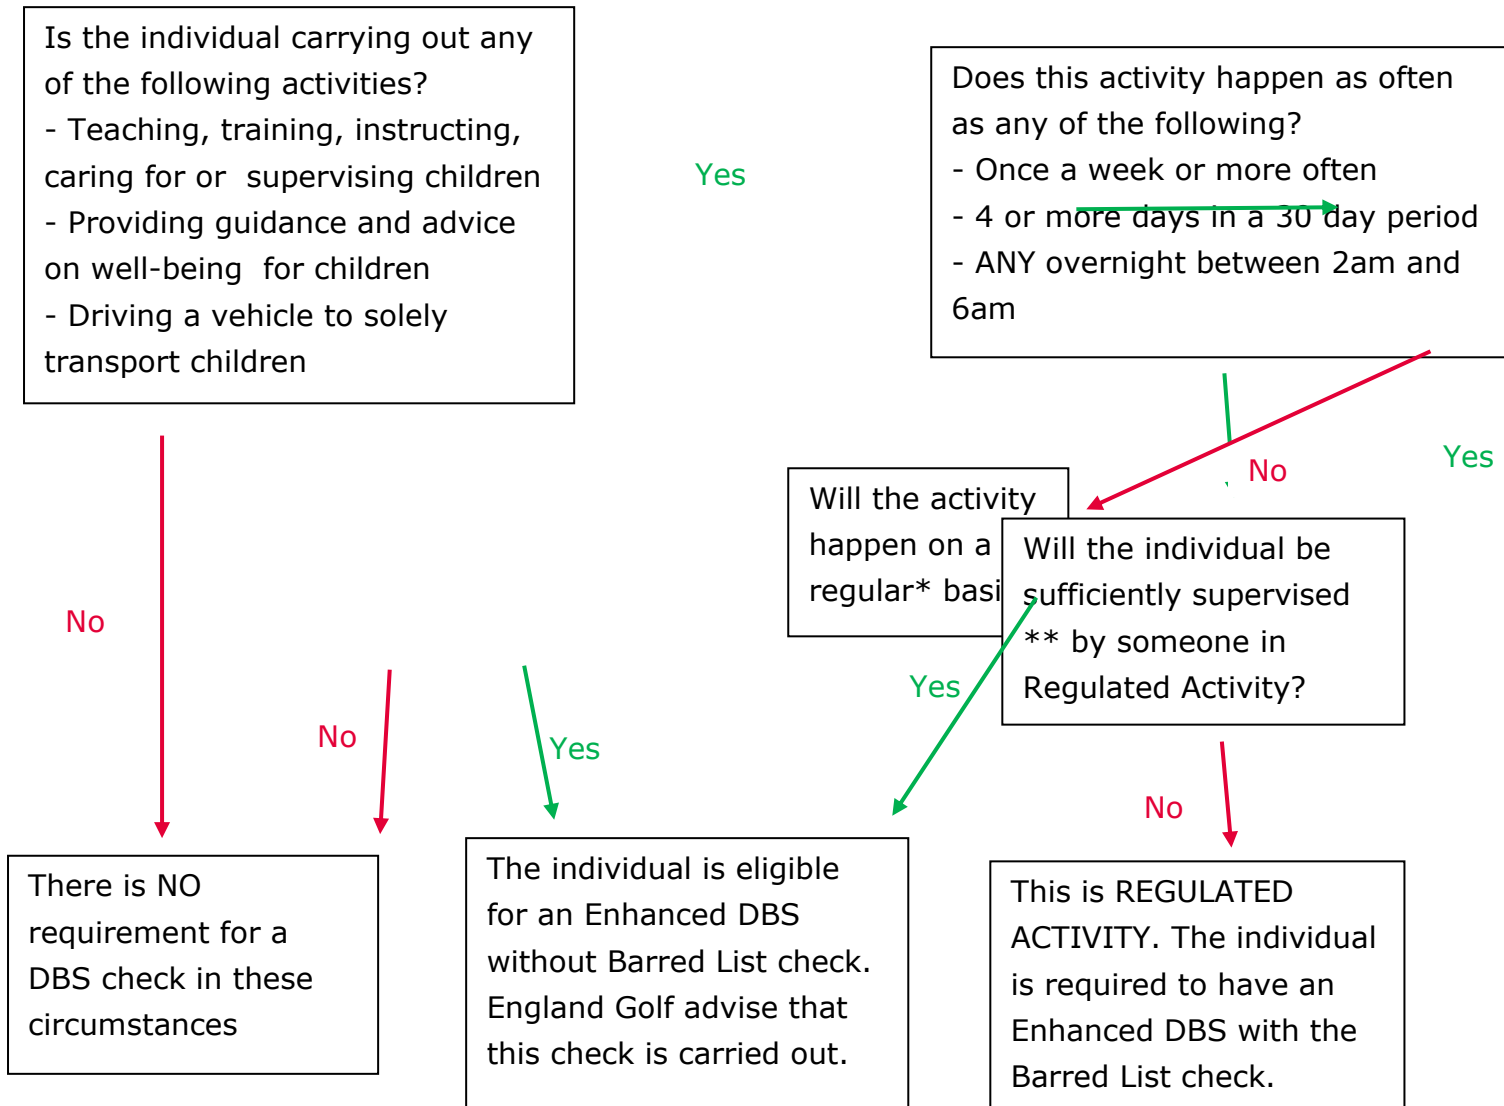 Is the individual carrying out any
of the following activities?
- Teaching, training, instructing,
caring for or  supervising children
- Providing guidance and advice
on well-being  for children
- Driving a vehicle to solely
transport children
Yes
Does this activity happen as often
as any of the following?
- Once a week or more often
- 4 or more days in a 30 day period
- ANY overnight between 2am and
6am
No
Yes
Will the activity
happen on a
regular* basi
Will the individual be
sufficiently supervised
** by someone in
Regulated Activity?
No
Yes
No
Yes
No
There is NO
requirement for a
DBS check in these
circumstances
The individual is eligible
for an Enhanced DBS
without Barred List check.
England Golf advise that
this check is carried out.
This is REGULATED
ACTIVITY. The individual
is required to have an
Enhanced DBS with the
Barred List check.